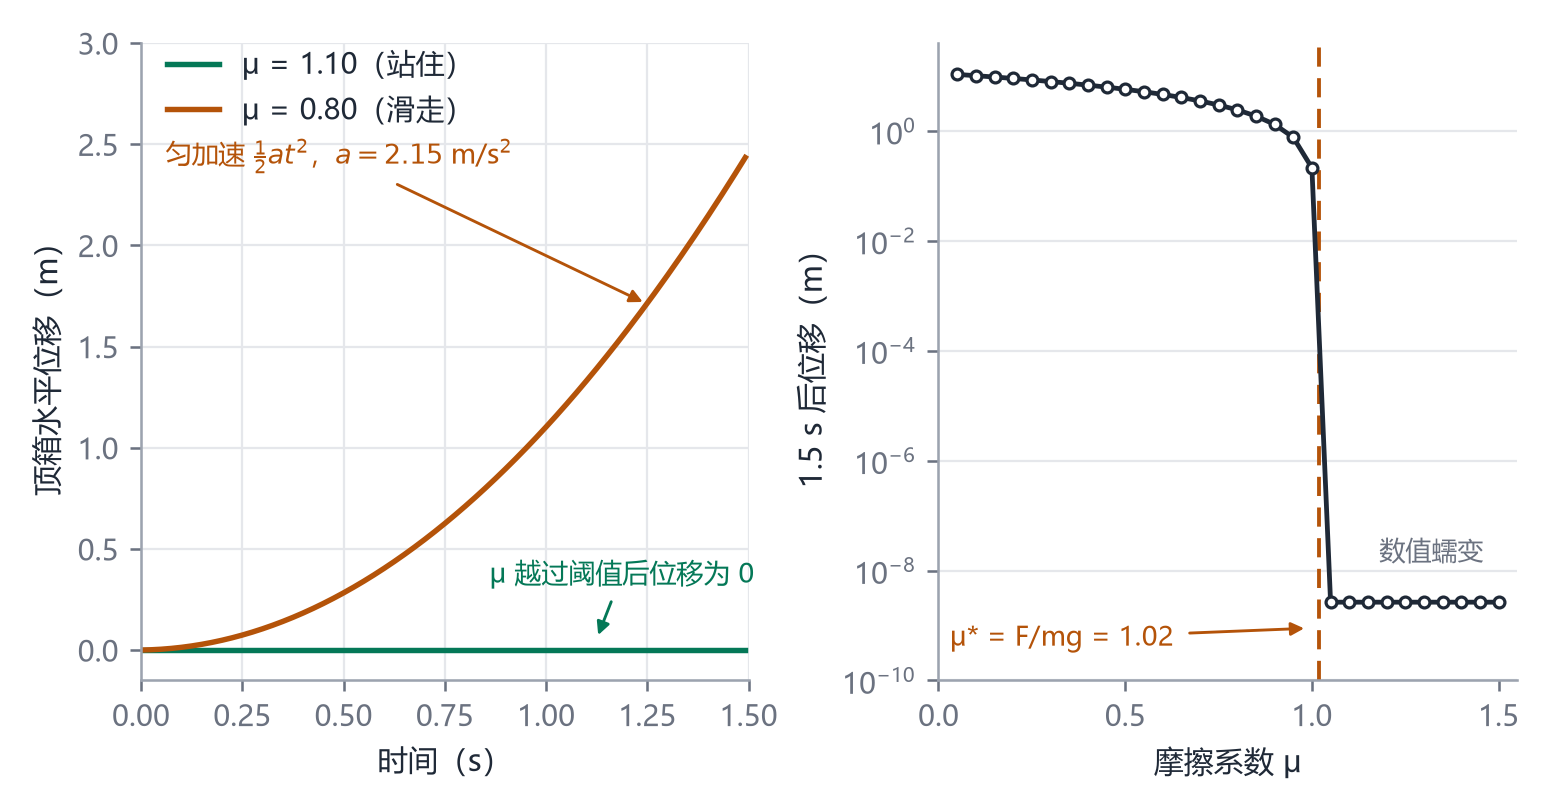 μ = 1.10（站住）
μ = 0.80（滑走）
匀加速 ½at², a = 2.15 m/s²
μ 越过阈值后位移为 0
3.0
2.5
2.0
1.5
1.0
0.5
0.0
0.00 0.25 0.50 0.75 1.00 1.25 1.50
时间（s）
顶箱水平位移（m）
10⁰
10⁻²
10⁻⁴
10⁻⁶
10⁻⁸
10⁻¹⁰
数值蠕变
μ* = F/mg = 1.02
0.0 0.5 1.0 1.5
摩擦系数 μ
1.5 s 后位移（m）